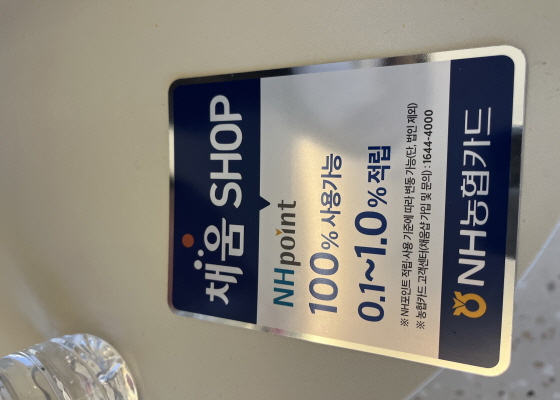 채움 SHOP
NHpoint
100% 사용가능
0.1~1.0% 적립
※ NH포인트 적립/사용 기준에 따라 변동 가능(단, 법인 제외)
※ 농협카드 고객센터(채움샵 가입 및 문의) : 1644-4000
NH농협카드